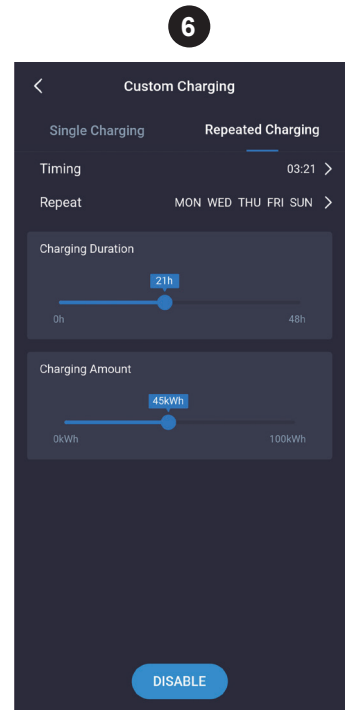 6
Custom Charging
Single Charging Repeated Charging
Timing 03:21
Repeat MON WED THU FRI SUN
Charging Duration
21h
0h 48h
Charging Amount
45kWh
0kWh 100kWh
DISABLE